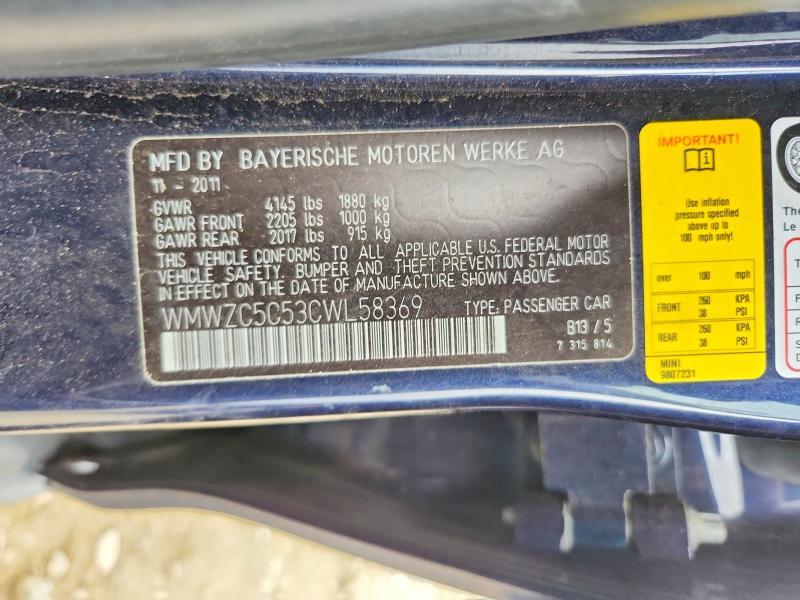 MFD BY BAYERISCHE MOTOREN WERKE AG
11 - 2011
GVWR 4145 lbs 1880 kg
GAWR FRONT 2205 lbs 1000 kg
GAWR REAR 2017 lbs 915 kg
THIS VEHICLE CONFORMS TO ALL APPLICABLE U.S. FEDERAL MOTOR
VEHICLE SAFETY, BUMPER AND THEFT PREVENTION STANDARDS
IN EFFECT ON THE DATE OF MANUFACTURE SHOWN ABOVE.
WMWZC5C53CWL58369 TYPE: PASSENGER CAR
B13 / 5
7 315 814
IMPORTANT!
i
Use inflation
pressure specified
above up to
100 mph only!
over 100 mph
FRONT 260 KPA
38 PSI
REAR 260 KPA
38 PSI
MINI
9807231
The
Le
T
F
R
S
D